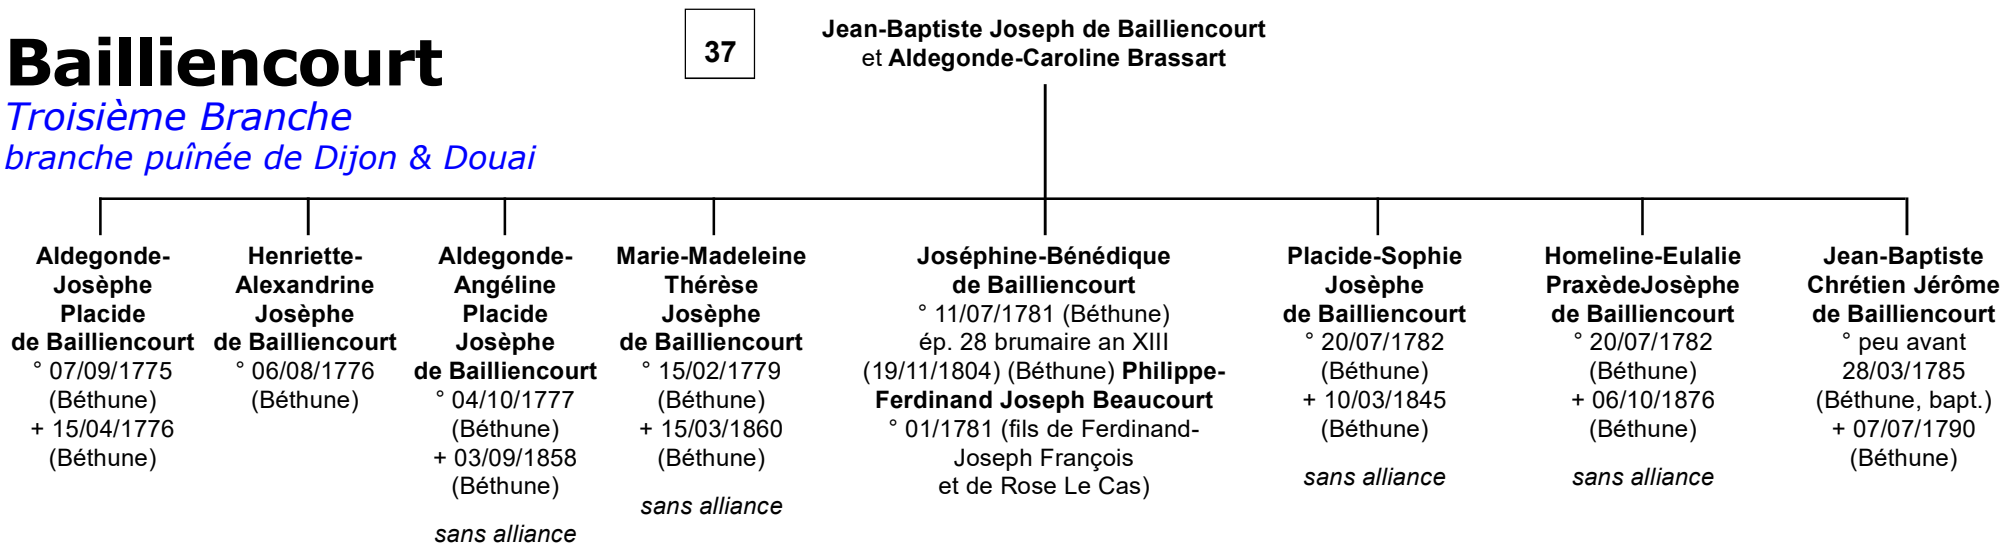 Bailliencourt
Troisième Branche
branche puînée de Dijon & Douai
37
Jean-Baptiste Joseph de Bailliencourt
et Aldegonde-Caroline Brassart
Aldegonde-
Josèphe
Placide
de Bailliencourt
° 07/09/1775
(Béthune)
+ 15/04/1776
(Béthune)
Henriette-
Alexandrine
Josèphe
de Bailliencourt
° 06/08/1776
(Béthune)
Aldegonde-
Angéline
Placide
Josèphe
de Bailliencourt
° 04/10/1777
(Béthune)
+ 03/09/1858
(Béthune)
sans alliance
Marie-Madeleine
Thérèse
Josèphe
de Bailliencourt
° 15/02/1779
(Béthune)
+ 15/03/1860
(Béthune)
sans alliance
Joséphine-Bénédique
de Bailliencourt
° 11/07/1781 (Béthune)
ép. 28 brumaire an XIII
(19/11/1804) (Béthune) Philippe-
Ferdinand Joseph Beaucourt
° 01/1781 (fils de Ferdinand-
Joseph François
et de Rose Le Cas)
Placide-Sophie
Josèphe
de Bailliencourt
° 20/07/1782
(Béthune)
+ 10/03/1845
(Béthune)
sans alliance
Homeline-Eulalie
PraxèdeJosèphe
de Bailliencourt
° 20/07/1782
(Béthune)
+ 06/10/1876
(Béthune)
sans alliance
Jean-Baptiste
Chrétien Jérôme
de Bailliencourt
° peu avant
28/03/1785
(Béthune, bapt.)
+ 07/07/1790
(Béthune)